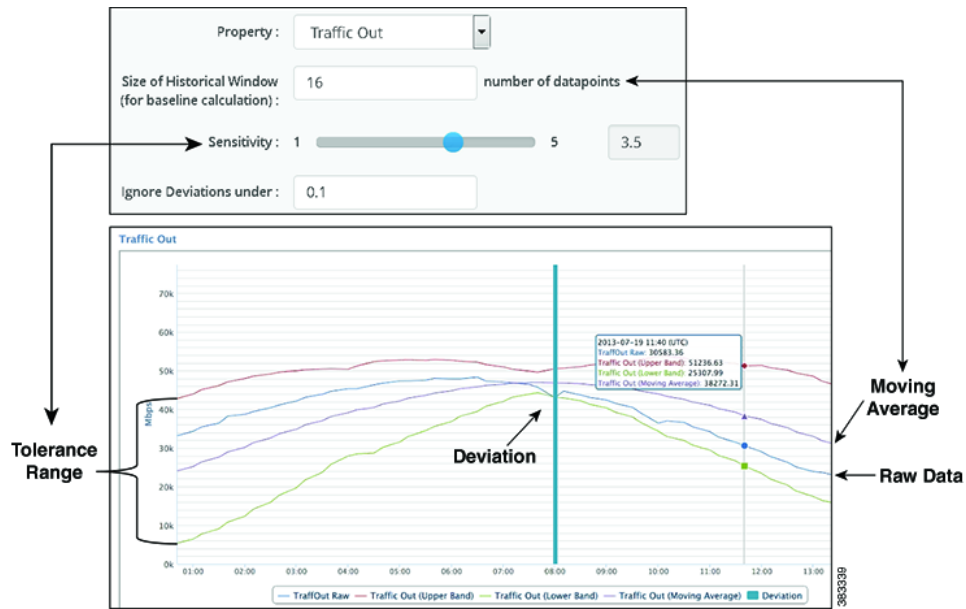 Property :
Traffic Out
Size of Historical Window
(for baseline calculation) :
16
number of datapoints
Sensitivity :
1
5
3.5
Ignore Deviations under :
0.1
Traffic Out
70k
60k
50k
40k
30k
20k
10k
0k
Mbps
2013-07-19 11:40 (UTC)
TraffOut Raw: 30583.36
Traffic Out (Upper Band): 51236.63
Traffic Out (Lower Band): 25307.99
Traffic Out (Moving Average): 38272.31
Tolerance
Range
Deviation
Moving
Average
Raw Data
01:00
02:00
03:00
04:00
05:00
06:00
07:00
08:00
09:00
10:00
11:00
12:00
13:00
TraffOut Raw
Traffic Out (Upper Band)
Traffic Out (Lower Band)
Traffic Out (Moving Average)
Deviation
383339